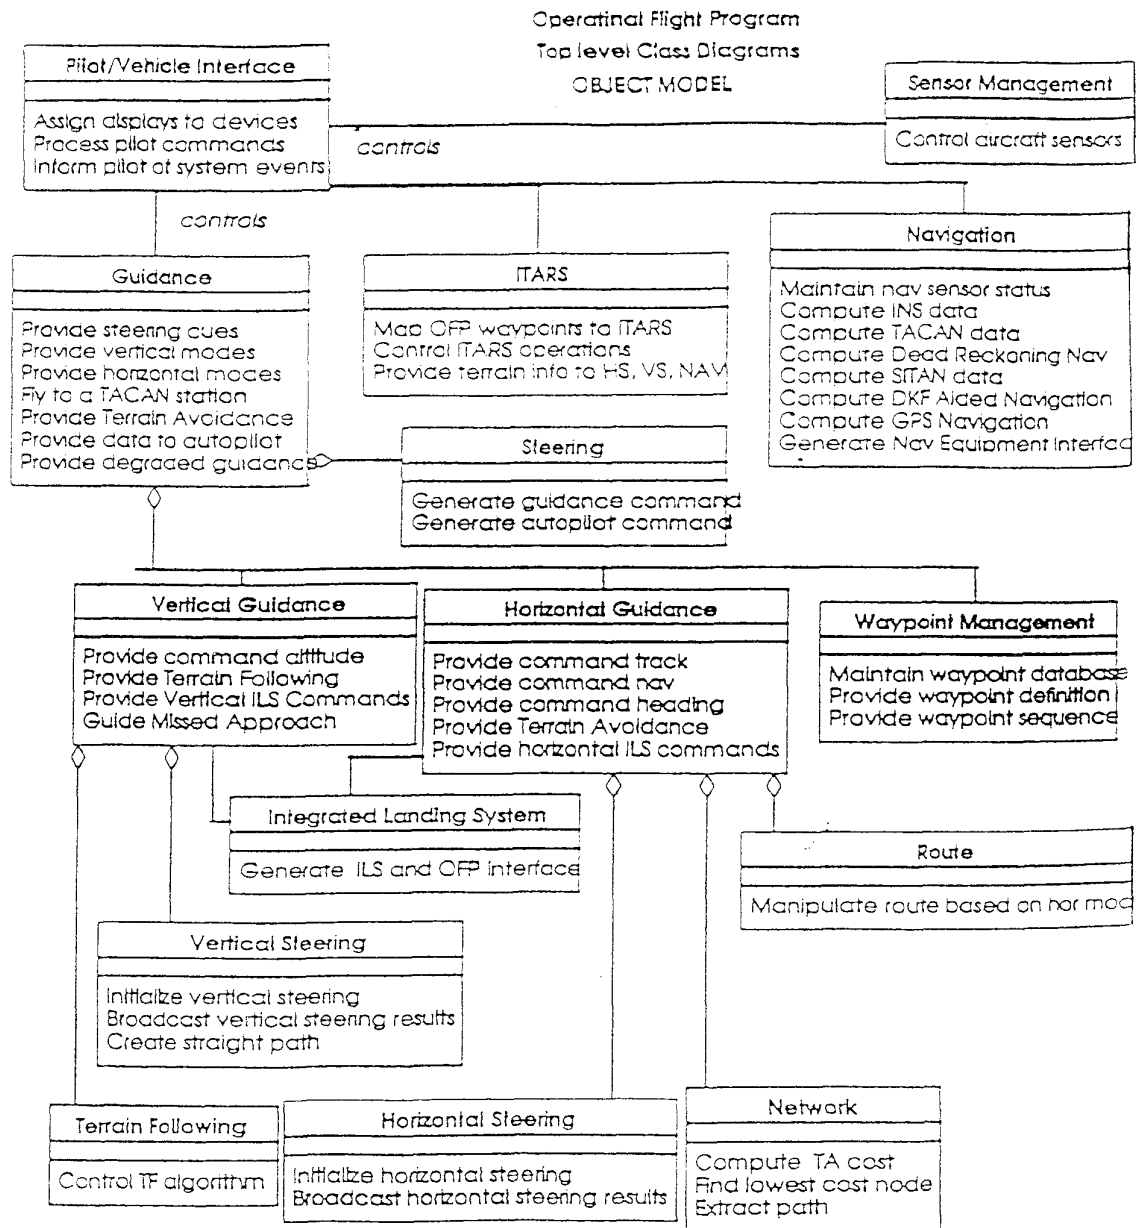 Operatinal Flight Program
Top level Class Diagrams
OBJECT MODEL
Pilot/Vehicle Interface
Assign displays to devices
Process pilot commands
Inform pilot of system events
controls
Sensor Management
Control aircraft sensors
controls
Guidance
Provide steering cues
Provide vertical modes
Provide horizontal modes
Fly to a TACAN station
Provide Terrain Avoidance
Provide data to autopilot
Provide degraded guidance
ITARS
Map OFP waypoints to ITARS
Control ITARS operations
Provide terrain info to HS, VS, NAV
Navigation
Maintain nav sensor status
Compute INS data
Compute TACAN data
Compute Dead Reckoning Nav
Compute SITAN data
Compute DKF Aided Navigation
Compute GPS Navigation
Generate Nav Equipment Interfac
Steering
Generate guidance command
Generate autopilot command
Vertical Guidance
Provide command altitude
Provide Terrain Following
Provide Vertical ILS Commands
Guide Missed Approach
Horizontal Guidance
Provide command track
Provide command nav
Provide command heading
Provide Terrain Avoidance
Provide horizontal ILS commands
Waypoint Management
Maintain waypoint database
Provide waypoint definition
Provide waypoint sequence
Integrated Landing System
Generate ILS and OFP interface
Route
Manipulate route based on hor mod
Vertical Steering
Initialize vertical steering
Broadcast vertical steering results
Create straight path
Terrain Following
Control TF algorithm
Horizontal Steering
Initialize horizontal steering
Broadcast horizontal steering results
Network
Compute TA cost
Find lowest cost node
Extract path